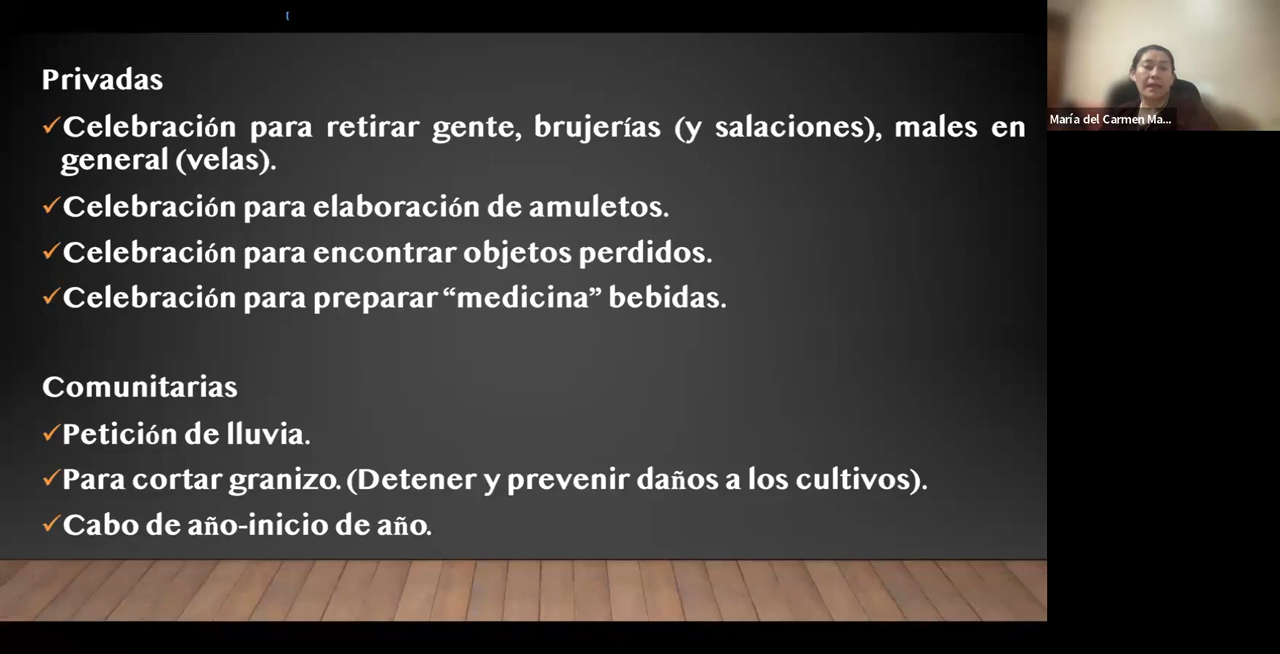 t
Privadas
✓Celebración para retirar gente, brujerías (y salaciones), males en
general (velas).
✓Celebración para elaboración de amuletos.
✓Celebración para encontrar objetos perdidos.
✓Celebración para preparar “medicina” bebidas.
Comunitarias
✓Petición de lluvia.
✓Para cortar granizo. (Detener y prevenir daños a los cultivos).
✓Cabo de año-inicio de año.
María del Carmen Ma...